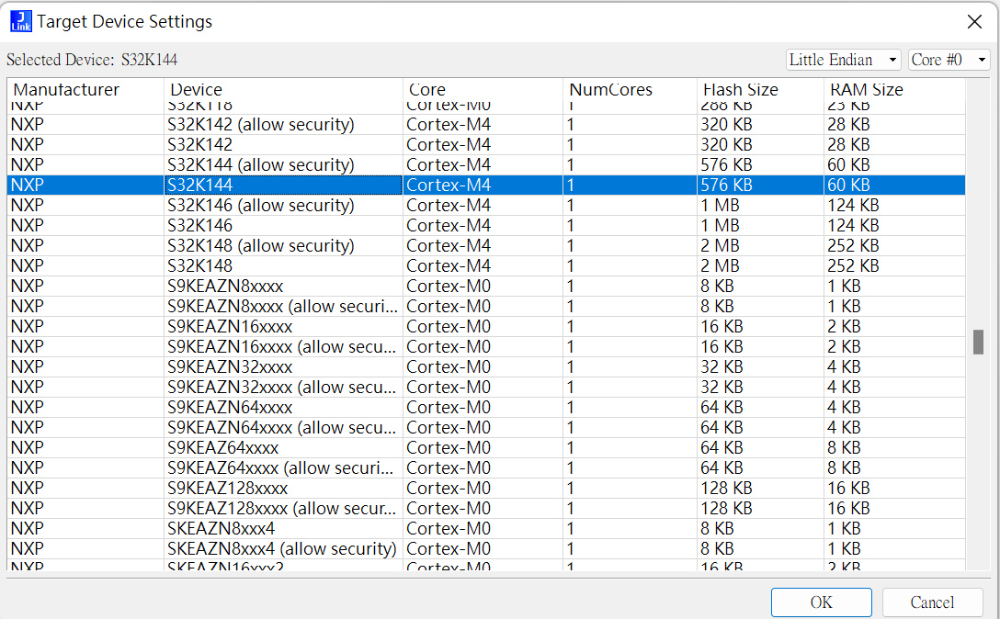 J
Link
Target Device Settings
Selected Device: S32K144 Little Endian Core #0
Manufacturer Device Core NumCores Flash Size RAM Size
NXP S32K118 Cortex-M0 1 288 KB 23 KB
NXP S32K142 (allow security) Cortex-M4 1 320 KB 28 KB
NXP S32K142 Cortex-M4 1 320 KB 28 KB
NXP S32K144 (allow security) Cortex-M4 1 576 KB 60 KB
NXP S32K144 Cortex-M4 1 576 KB 60 KB
NXP S32K146 (allow security) Cortex-M4 1 1 MB 124 KB
NXP S32K146 Cortex-M4 1 1 MB 124 KB
NXP S32K148 (allow security) Cortex-M4 1 2 MB 252 KB
NXP S32K148 Cortex-M4 1 2 MB 252 KB
NXP S9KEAZN8xxxx Cortex-M0 1 8 KB 1 KB
NXP S9KEAZN8xxxx (allow securi... Cortex-M0 1 8 KB 1 KB
NXP S9KEAZN16xxxx Cortex-M0 1 16 KB 2 KB
NXP S9KEAZN16xxxx (allow secu... Cortex-M0 1 16 KB 2 KB
NXP S9KEAZN32xxxx Cortex-M0 1 32 KB 4 KB
NXP S9KEAZN32xxxx (allow secu... Cortex-M0 1 32 KB 4 KB
NXP S9KEAZN64xxxx Cortex-M0 1 64 KB 4 KB
NXP S9KEAZN64xxxx (allow secu... Cortex-M0 1 64 KB 4 KB
NXP S9KEAZ64xxxx Cortex-M0 1 64 KB 8 KB
NXP S9KEAZ64xxxx (allow securi... Cortex-M0 1 64 KB 8 KB
NXP S9KEAZ128xxxx Cortex-M0 1 128 KB 16 KB
NXP S9KEAZ128xxxx (allow secur... Cortex-M0 1 128 KB 16 KB
NXP SKEAZN8xxx4 Cortex-M0 1 8 KB 1 KB
NXP SKEAZN8xxx4 (allow security) Cortex-M0 1 8 KB 1 KB
NXP SKEAZN16xxx2 Cortex-M0 1 16 KB 2 KB
OK Cancel